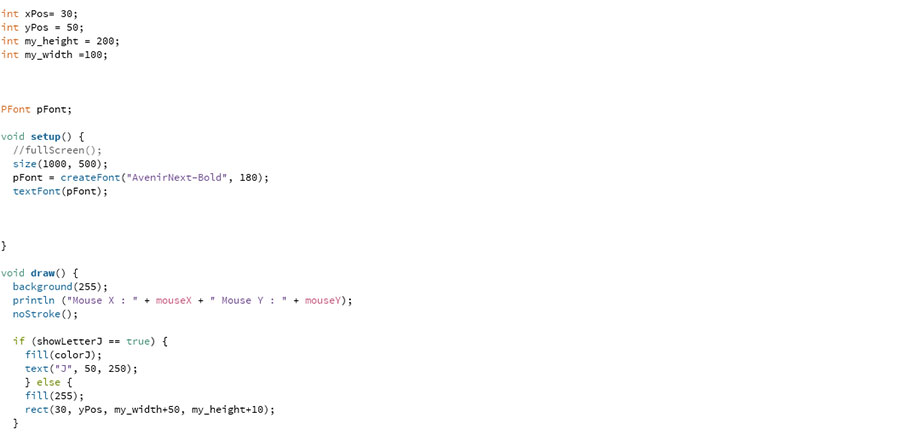 int xPos= 30;
int yPos = 50;
int my_height = 200;
int my_width =100;
PFont pFont;
void setup() {
//fullScreen();
size(1000, 500);
pFont = createFont("AvenirNext-Bold", 180);
textFont(pFont);
}
void draw() {
background(255);
println ("Mouse X : " + mouseX + " Mouse Y : " + mouseY);
noStroke();
if (showLetterJ == true) {
fill(colorJ);
text("J", 50, 250);
} else {
fill(255);
rect(30, yPos, my_width+50, my_height+10);
}